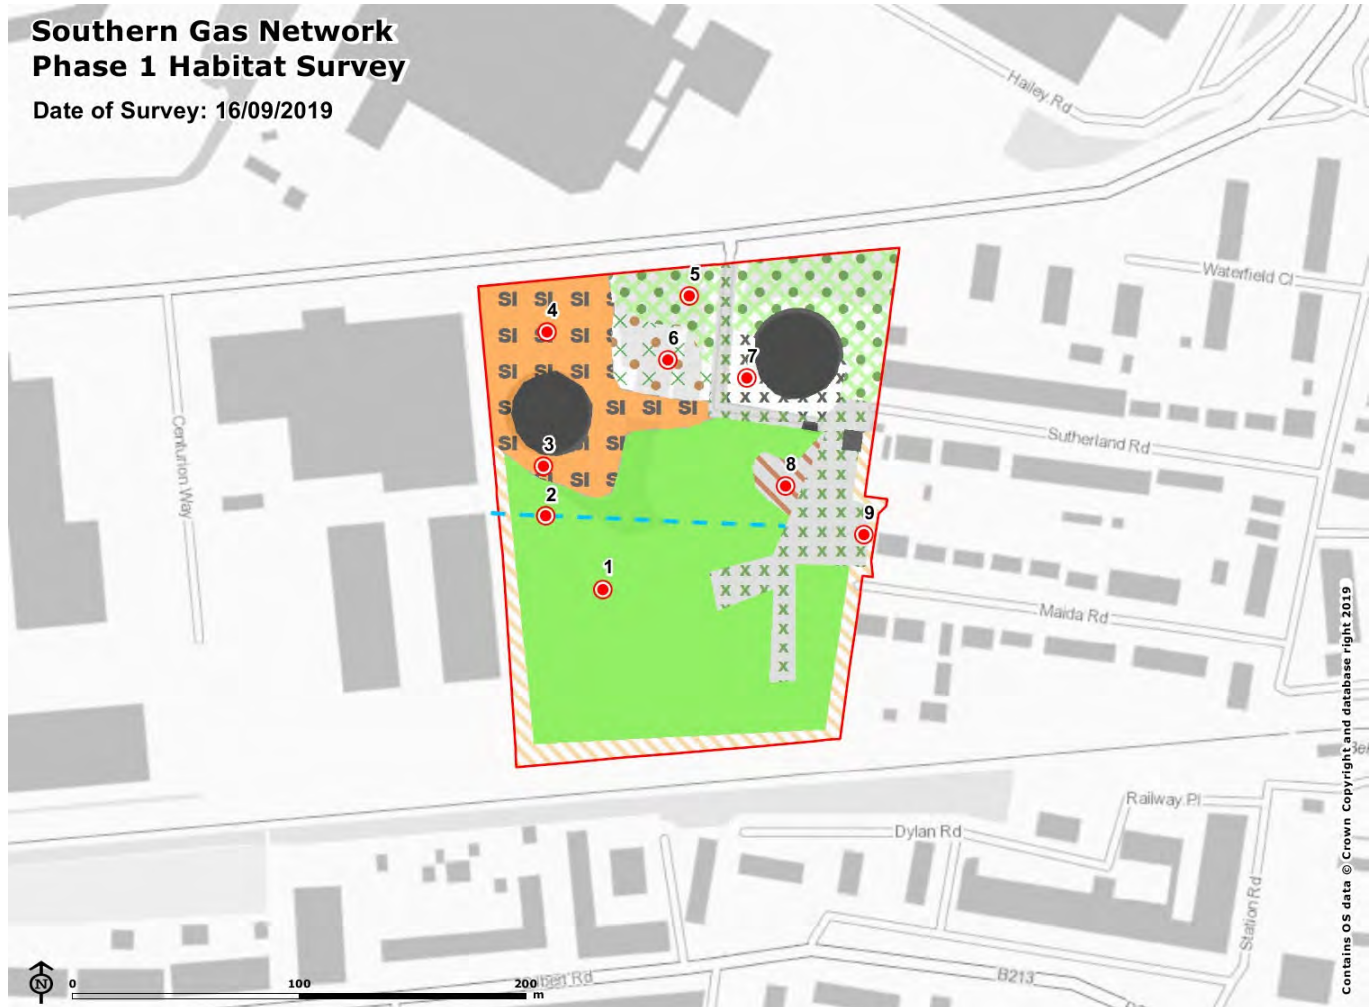 Southern Gas Network
Phase 1 Habitat Survey
Date of Survey: 16/09/2019
Hailey Rd
Waterfield Cl
Sutherland Rd
Maida Rd
Centurion Way
SI SI SI
SI SI SI
SI SI SI
SI SI SI
SI SI
SI
5
4
6
7
3
8
2
9
1
Railway Pl
Dylan Rd
Station Rd
B213
N
0 100 200
m
Contains OS data © Crown Copyright and database right 2019